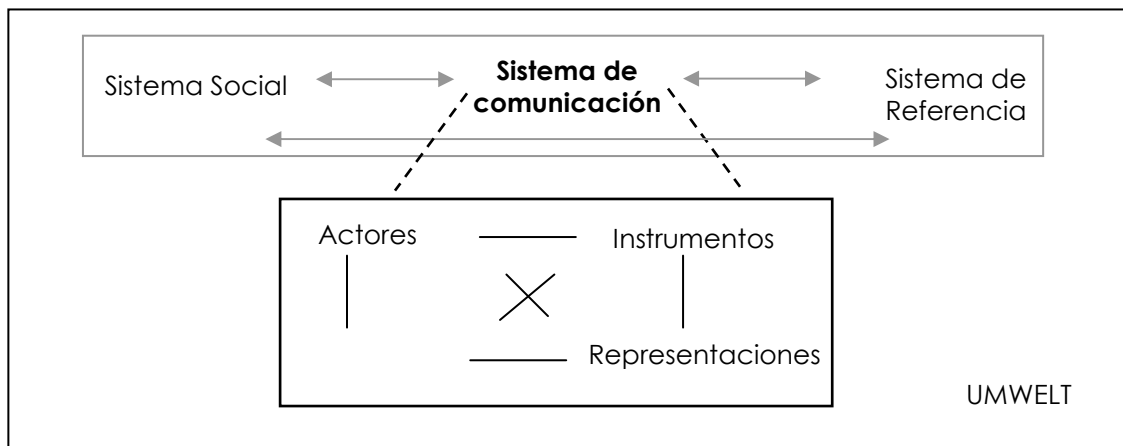 Sistema Social
Sistema de
comunicación
Sistema de
Referencia
Actores
Instrumentos
Representaciones
UMWELT